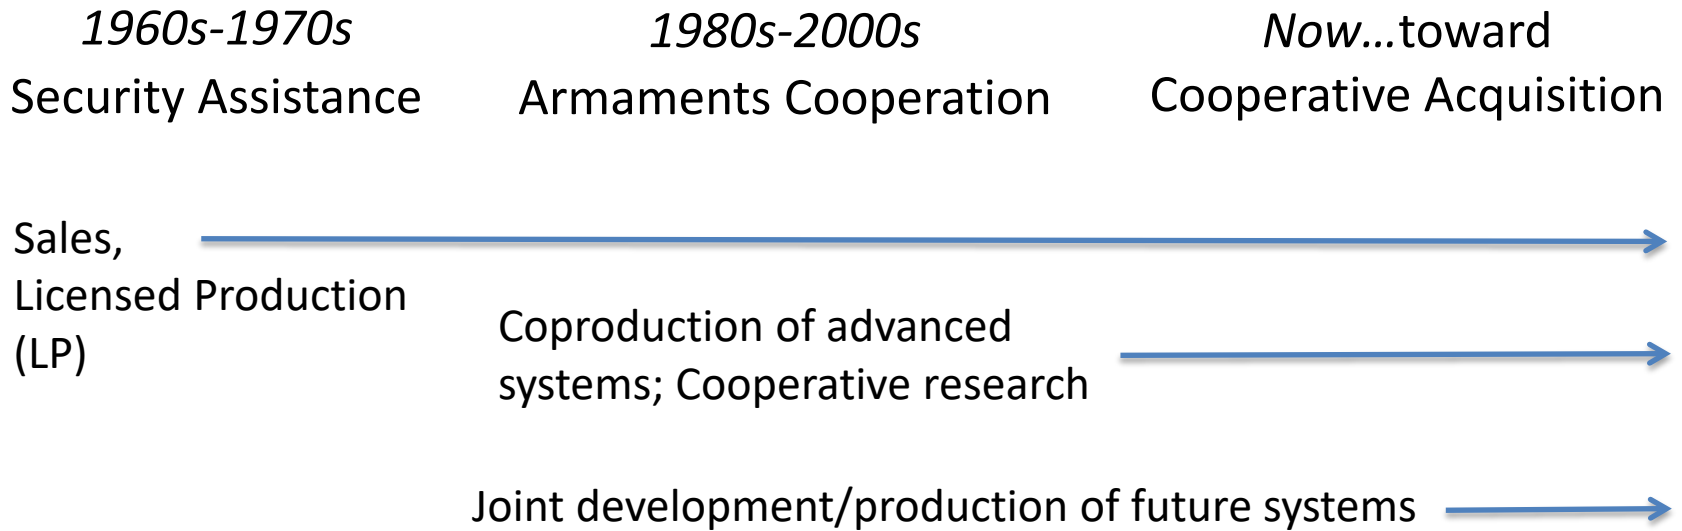 1960s-1970s
Security Assistance
1980s-2000s
Armaments Cooperation
Now…toward
Cooperative Acquisition
Sales,
Licensed Production
(LP)
Coproduction of advanced
systems; Cooperative research
Joint development/production of future systems